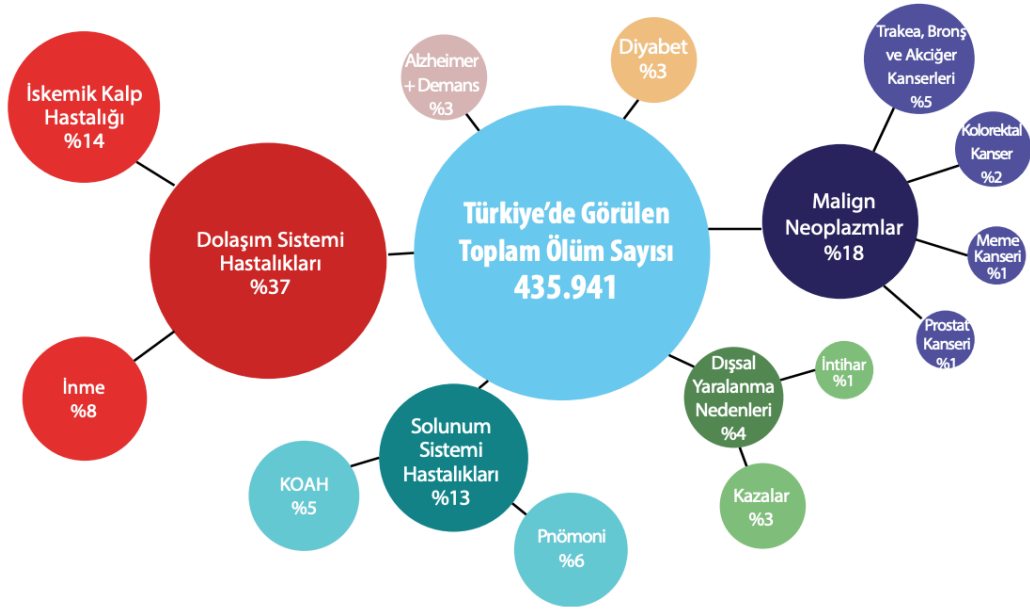 İskemik Kalp
Hastalığı
%14
Alzheimer
+ Demans
%3
Diyabet
%3
Trakea, Bronş
ve Akciğer
Kanserleri
%5
Kolorektal
Kanser
%2
Türkiye'de Görülen
Toplam Ölüm Sayısı
435.941
Malign
Neoplazmlar
%18
Dolaşım Sistemi
Hastalıkları
%37
Meme
Kanseri
%1
Prostat
Kanseri
%1
İnme
%8
Dışsal
Yaralanma
Nedenleri
%4
İntihar
%1
Solunum
Sistemi
Hastalıkları
%13
KOAH
%5
Kazalar
%3
Pnömoni
%6